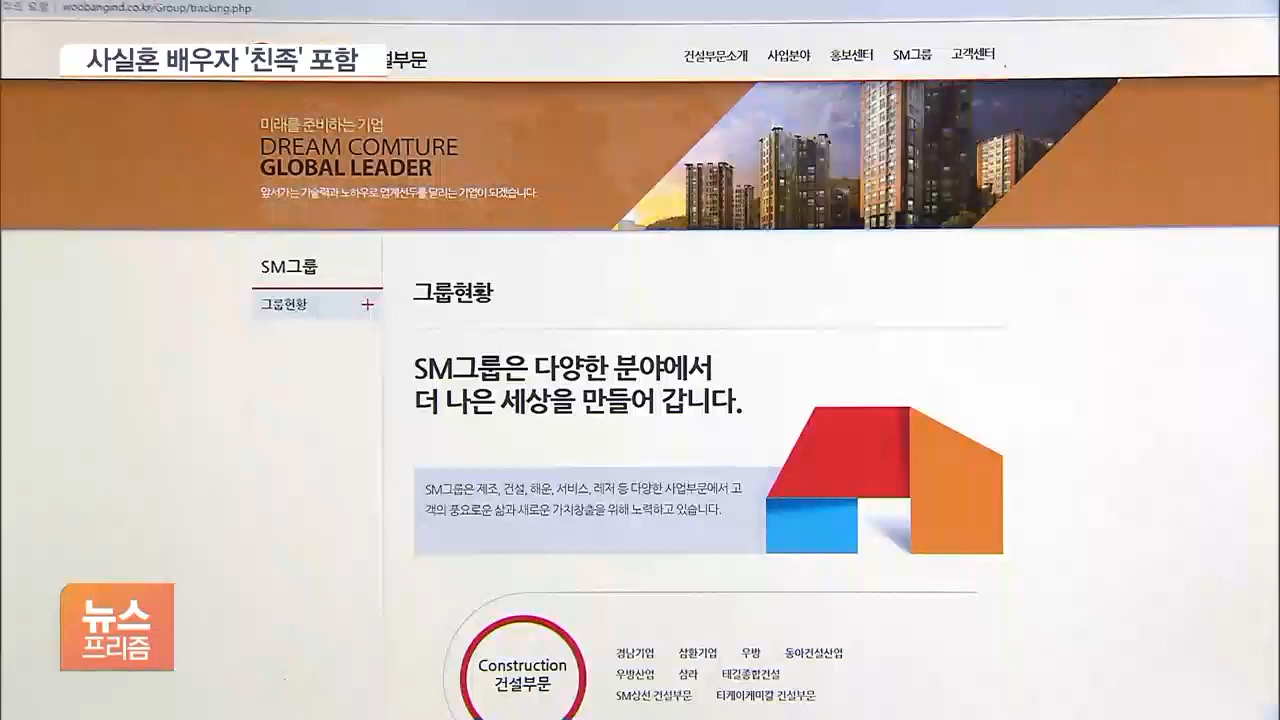 woobangind.co.kr/Group/tracking.php
사실혼 배우자 '친족' 포함
설부문
건설부문소개 사업분야 홍보센터 SM그룹 고객센터
미래를 준비하는 기업
DREAM COMTURE
GLOBAL LEADER
앞서가는 기술력과 노하우로 업계선두를 달리는 기업이 되겠습니다.
SM그룹
그룹현황 +
그룹현황
SM그룹은 다양한 분야에서
더 나은 세상을 만들어 갑니다.
SM그룹은 제조, 건설, 해운, 서비스, 레저 등 다양한 사업부문에서 고
객의 풍요로운 삶과 새로운 가치창출을 위해 노력하고 있습니다.
뉴스
프리즘
Construction
건설부문
경남기업 삼환기업 우방 동아건설산업
우방산업 삼라 태길종합건설
SM상선 건설부문 티케이케미칼 건설부문